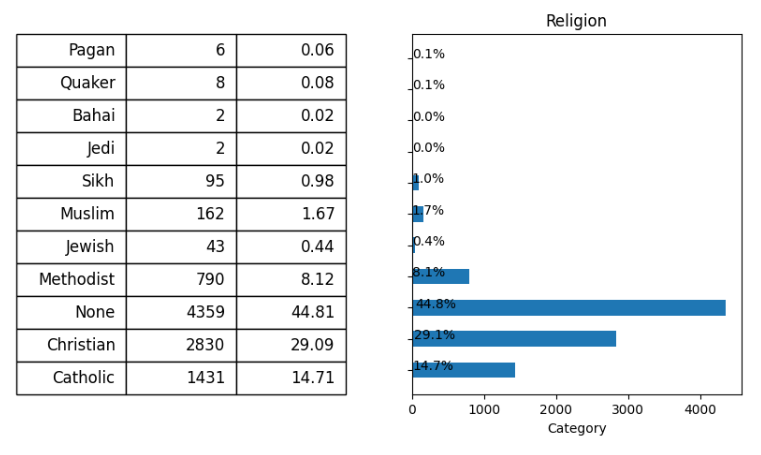 Pagan 6 0.06
Quaker 8 0.08
Bahai 2 0.02
Jedi 2 0.02
Sikh 95 0.98
Muslim 162 1.67
Jewish 43 0.44
Methodist 790 8.12
None 4359 44.81
Christian 2830 29.09
Catholic 1431 14.71
Religion
0.1%
0.1%
0.0%
0.0%
1.0%
1.7%
0.4%
8.1%
44.8%
29.1%
14.7%
0 1000 2000 3000 4000
Category